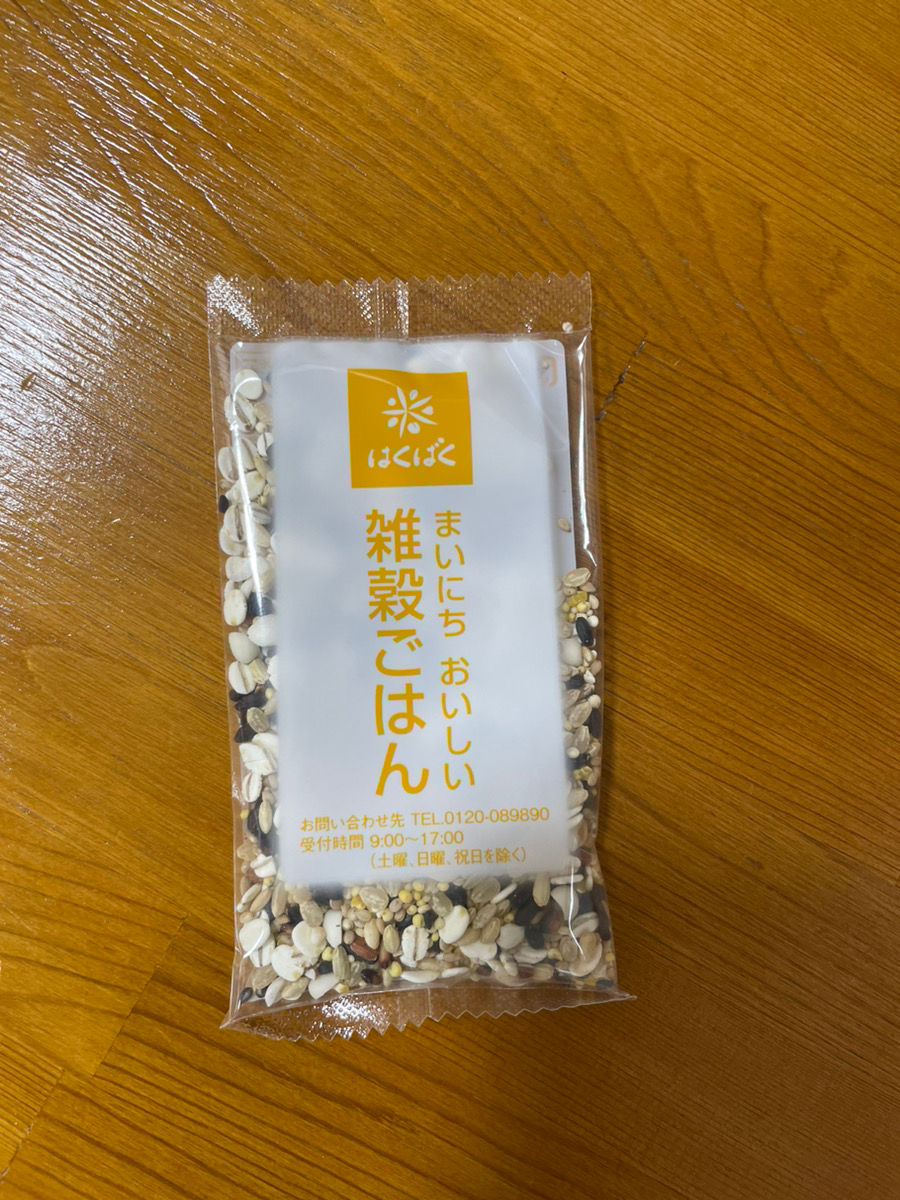 はくばく
まいにち おいしい
雑穀ごはん
お問い合わせ先 TEL.0120-089890
受付時間 9:00〜17:00
(土曜、日曜、祝日を除く)